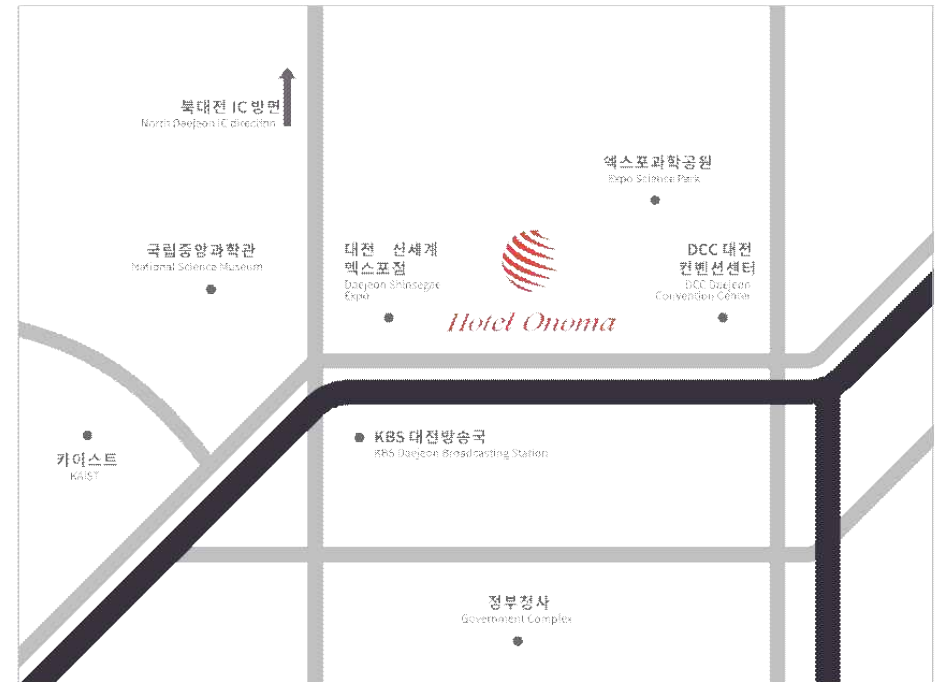 북대전 IC 방면
North Daejeon IC direction
엑스포과학공원
Expo Science Park
국립중앙과학관
National Science Museum
대전 신세계
엑스포점
Daejeon Shinsegae
Expo
DCC 대전
컨벤션센터
DCC Daejeon
Convention Center
Hotel Onoma
KBS 대전방송국
KBS Daejeon Broadcasting Station
카이스트
KAIST
정부청사
Government Complex